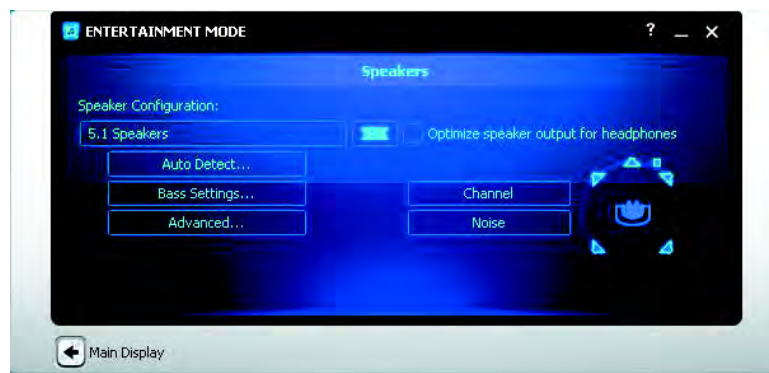 ENTERTAINMENT MODE ? _ X
Speakers
Speaker Configuration:
5.1 Speakers
Optimize speaker output for headphones
Auto Detect...
Bass Settings...
Channel
Advanced...
Noise
Main Display